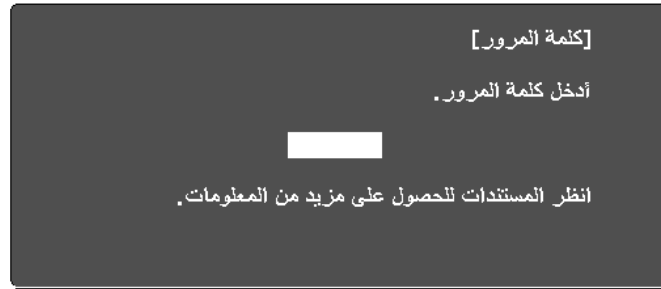 [كلمة المرور]
أدخل كلمة المرور.
انظر المستندات للحصول على مزيد من المعلومات.